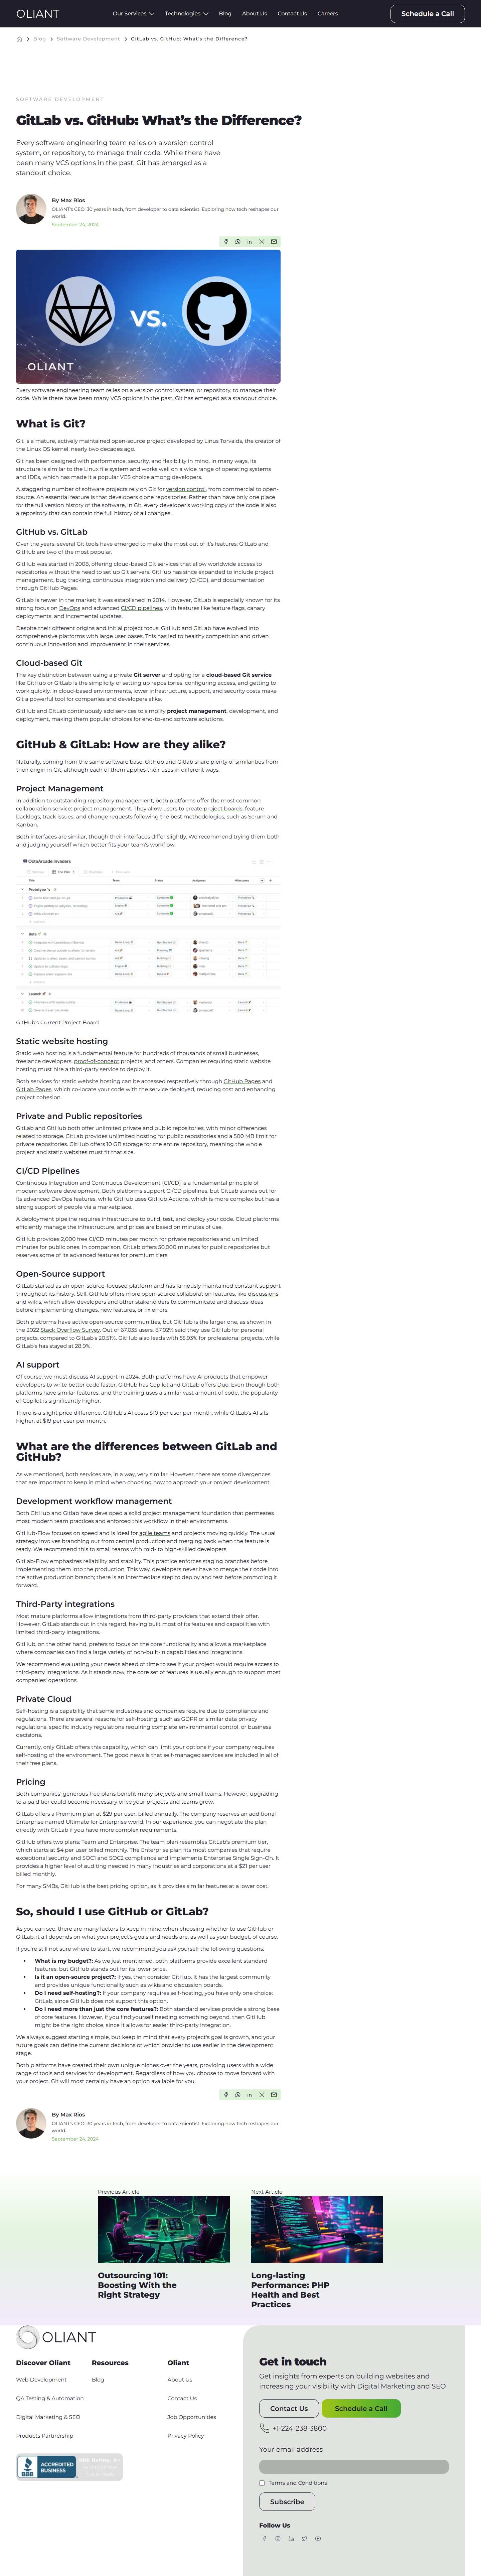 OLIANT
Our Services
Technologies
Blog
About Us
Contact Us
Careers
Schedule a Call
Blog
Software Development
GitLab vs. GitHub: What's the Difference?
SOFTWARE DEVELOPMENT
GitLab vs. GitHub: What's the Difference?
Every software engineering team relies on a version control
system, or repository, to manage their code. While there have
been many VCS options in the past, Git has emerged as a
standout choice.
By Max Rios
OLIANT's CEO. 30 years in tech, from developer to data scientist. Exploring how tech reshapes our
world.
September 24, 2024
VS.
OLIANT
Every software engineering team relies on a version control system, or repository, to manage their
code. While there have been many VCS options in the past, Git has emerged as a standout choice.
What is Git?
Git is a mature, actively maintained open-source project developed by Linus Torvalds, the creator of
the Linux OS kernel, nearly two decades ago.
Git has been designed with performance, security, and flexibility in mind. In many ways, its
structure is similar to the Linux file system and works well on a wide range of operating systems
and IDEs, which has made it a popular VCS choice among developers.
A staggering number of software projects rely on Git for version control, from commercial to open-
source. An essential feature is that developers clone repositories. Rather than have only one place
for the full version history of the software, in Git, every developer's working copy of the code is also
a repository that can contain the full history of all changes.
GitHub vs. GitLab
Over the years, several Git tools have emerged to make the most out of it's features: GitLab and
GitHub are two of the most popular.
GitHub was started in 2008, offering cloud-based Git services that allow worldwide access to
repositories without the need to set up Git servers. GitHub has since expanded to include project
management, bug tracking, continuous integration and delivery (CI/CD), and documentation
through GitHub Pages.
GitLab is newer in the market; it was established in 2014. However, GitLab is especially known for its
strong focus on DevOps and advanced CI/CD pipelines, with features like feature flags, canary
deployments, and incremental updates.
Despite their different origins and initial project focus, GitHub and GitLab have evolved into
comprehensive platforms with large user bases. This has led to healthy competition and driven
continuous innovation and improvement in their services.
Cloud-based Git
The key distinction between using a private Git server and opting for a cloud-based Git service
like GitHub or GitLab is the simplicity of setting up repositories, configuring access, and getting to
work quickly. In cloud-based environments, lower infrastructure, support, and security costs make
Git a powerful tool for companies and developers alike.
GitHub and GitLab continuously add services to simplify project management, development, and
deployment, making them popular choices for end-to-end software solutions.
GitHub & GitLab: How are they alike?
Naturally, coming from the same software base, GitHub and Gitlab share plenty of similarities from
their origin in Git, although each of them applies their uses in different ways.
Project Management
In addition to outstanding repository management, both platforms offer the most common
collaboration service: project management. They allow users to create project boards, feature
backlogs, track issues, and change requests following the best methodologies, such as Scrum and
Kanban.
Both interfaces are similar, though their interfaces differ slightly. We recommend trying them both
and judging yourself which better fits your team's workflow.
OctoArcade Invaders
Title
Team
Status
Assignees
Milestone
Prototype
Beta
Launch
GitHub's Current Project Board
Static website hosting
Static web hosting is a fundamental feature for hundreds of thousands of small businesses,
freelance developers, proof-of-concept projects, and others. Companies requiring static website
hosting must hire a third-party service to deploy it.
Both services for static website hosting can be accessed respectively through GitHub Pages and
GitLab Pages, which co-locate your code with the service deployed, reducing cost and enhancing
project cohesion.
Private and Public repositories
GitLab and GitHub both offer unlimited private and public repositories, with minor differences
related to storage. GitLab provides unlimited hosting for public repositories and a 500 MB limit for
private repositories. GitHub offers 10 GB storage for the entire repository, meaning the whole
project and static websites must fit that size.
CI/CD Pipelines
Continuous Integration and Continuous Development (CI/CD) is a fundamental principle of
modern software development. Both platforms support CI/CD pipelines, but GitLab stands out for
its advanced DevOps features, while GitHub uses GitHub Actions, which is more complex but has a
strong support of people via a marketplace.
A deployment pipeline requires infrastructure to build, test, and deploy your code. Cloud platforms
efficiently manage the infrastructure, and prices are based on minutes of use.
GitHub provides 2,000 free CI/CD minutes per month for private repositories and unlimited
minutes for public ones. In comparison, GitLab offers 50,000 minutes for public repositories but
reserves some of its advanced features for premium tiers.
Open-Source support
GitLab started as an open-source-focused platform and has famously maintained constant support
throughout its history. Still, GitHub offers more open-source collaboration features, like discussions
and wikis, which allow developers and other stakeholders to communicate and discuss ideas
before implementing changes, new features, or fix errors.
Both platforms have active open-source communities, but GitHub is the larger one, as shown in
the 2022 Stack Overflow Survey. Out of 67,035 users, 87.02% said they use GitHub for personal
projects, compared to GitLab's 20.51%. GitHub also leads with 55.93% for professional projects, while
GitLab's has stayed at 28.9%.
AI support
Of course, we must discuss AI support in 2024. Both platforms have AI products that empower
developers to write better code faster. GitHub has Copilot and GitLab offers Duo. Even though both
platforms have similar features, and the training uses a similar vast amount of code, the popularity
of Copilot is significantly higher.
There is a slight price difference: GitHub's AI costs $10 per user per month, while GitLab's AI sits
higher, at $19 per user per month.
What are the differences between GitLab and
GitHub?
As we mentioned, both services are, in a way, very similar. However, there are some divergences
that are important to keep in mind when choosing how to approach your project development.
Development workflow management
Both GitHub and Gitlab have developed a solid project management foundation that permeates
most modern team practices and enforced this workflow in their environments.
GitHub-Flow focuses on speed and is ideal for agile teams and projects moving quickly. The usual
strategy involves branching out from central production and merging back when the feature is
ready. We recommend this to small teams with mid- to high-skilled developers.
GitLab-Flow emphasizes reliability and stability. This practice enforces staging branches before
implementing them into the production stage. This way, developers never have to merge their code into
the active production branch; there is an intermediate step to deploy and test before promoting it
forward.
Third-Party integrations
Most mature platforms allow integrations from third-party providers that extend their offer.
However, GitLab stands out in this regard, having built most of its features and capabilities with
limited third-party integrations.
GitHub, on the other hand, prefers to focus on the core functionality and allows a marketplace
where companies can find a large variety of non-built-in capabilities and integrations.
We recommend evaluating your needs ahead of time to see if your project would require access to
third-party integrations. As it stands now, the core set of features is usually enough to support most
companies' operations.
Private Cloud
Self-hosting is a capability that some industries and companies require due to compliance and
regulations. There are several reasons for self-hosting, such as GDPR or similar data privacy
regulations, specific industry regulations requiring complete environmental control, or business
decisions.
Currently, only GitLab offers this capability, which can limit your options if your company requires
self-hosting of the environment. The good news is that self-managed services are included in all of
their free plans.
Pricing
Both companies' generous free plans benefit many projects and small teams. However, upgrading
to a paid tier could become necessary once your projects and teams grow.
GitLab offers a Premium plan at $29 per user, billed annually. The company reserves an additional
Enterprise named Ultimate for Enterprise world. In our experience, you can negotiate the plan
directly with GitLab if you have more complex requirements.
GitHub offers two plans: Team and Enterprise. The team plan resembles GitLab's premium tier,
which starts at $4 per user billed monthly. The Enterprise plan fits most companies that require
exceptional security and SOC1 and SOC2 compliance and implements Enterprise Single Sign-On. It
provides a higher level of auditing needed in many industries and corporations at a $21 per user
billed monthly.
For many SMBs, GitHub is the best pricing option, as it provides similar features at a lower cost.
So, should I use GitHub or GitLab?
As you can see, there are many factors to keep in mind when choosing whether to use GitHub or
GitLab, it all depends on what your project's goals and needs are, as well as your budget, of course.
If you're still not sure where to start, we recommend you ask yourself the following questions:
• What is my budget?: As we just mentioned, both platforms provide excellent standard
features, but GitHub stands out for its lower price.
• Is it an open-source project?: If yes, then consider GitHub. It has the largest community
and provides unique functionality such as wikis and discussion boards.
• Do I need self-hosting?: If your company requires self-hosting, you have only one choice:
GitLab, since GitHub does not support this option.
• Do I need more than just the core features?: Both standard services provide a strong base
of core features. However, if you find yourself needing something beyond, then GitHub
might be the right choice, since it allows for easier third-party integration.
We always suggest starting simple, but keep in mind that every project's goal is growth, and your
future goals can define the current decisions of which provider to use earlier in the development
stage.
Both platforms have created their own unique niches over the years, providing users with a wide
range of tools and services for development. Regardless of how you choose to move forward with
your project, Git will most certainly have an option available for you.
By Max Rios
OLIANT's CEO. 30 years in tech, from developer to data scientist. Exploring how tech reshapes our
world.
September 24, 2024
Previous Article
Outsourcing 101:
Boosting With the
Right Strategy
Next Article
Long-lasting
Performance: PHP
Health and Best
Practices
OLIANT
Discover Oliant
Web Development
QA Testing & Automation
Digital Marketing & SEO
Products Partnership
Resources
Blog
Oliant
About Us
Contact Us
Job Opportunities
Privacy Policy
BBB
ACCREDITED
BUSINESS
BBB Rating: A+
Get in touch
Get insights from experts on building websites and
increasing your visibility with Digital Marketing and SEO
Contact Us
Schedule a Call
+1-224-238-3800
Your email address
Terms and Conditions
Subscribe
Follow Us